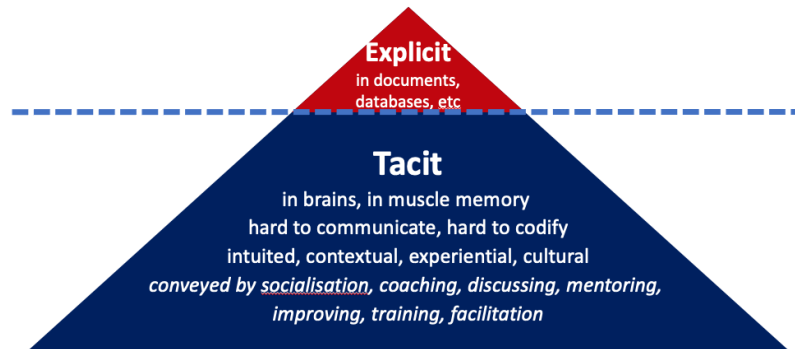 Explicit
in documents,
databases, etc
Tacit
in brains, in muscle memory
hard to communicate, hard to codify
intuited, contextual, experiential, cultural
conveyed by socialisation, coaching, discussing, mentoring,
improving, training, facilitation